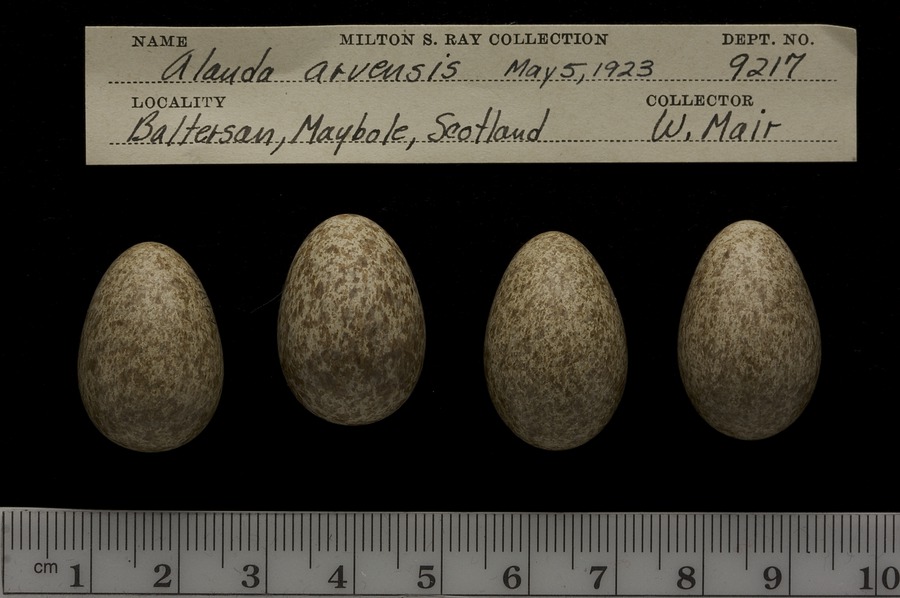 NAME MILTON S. RAY COLLECTION DEPT. NO.
Alauda arvensis May 5, 1923 9217
LOCALITY COLLECTOR
Baltersan, Maybole, Scotland W. Mair
cm 1 2 3 4 5 6 7 8 9 10